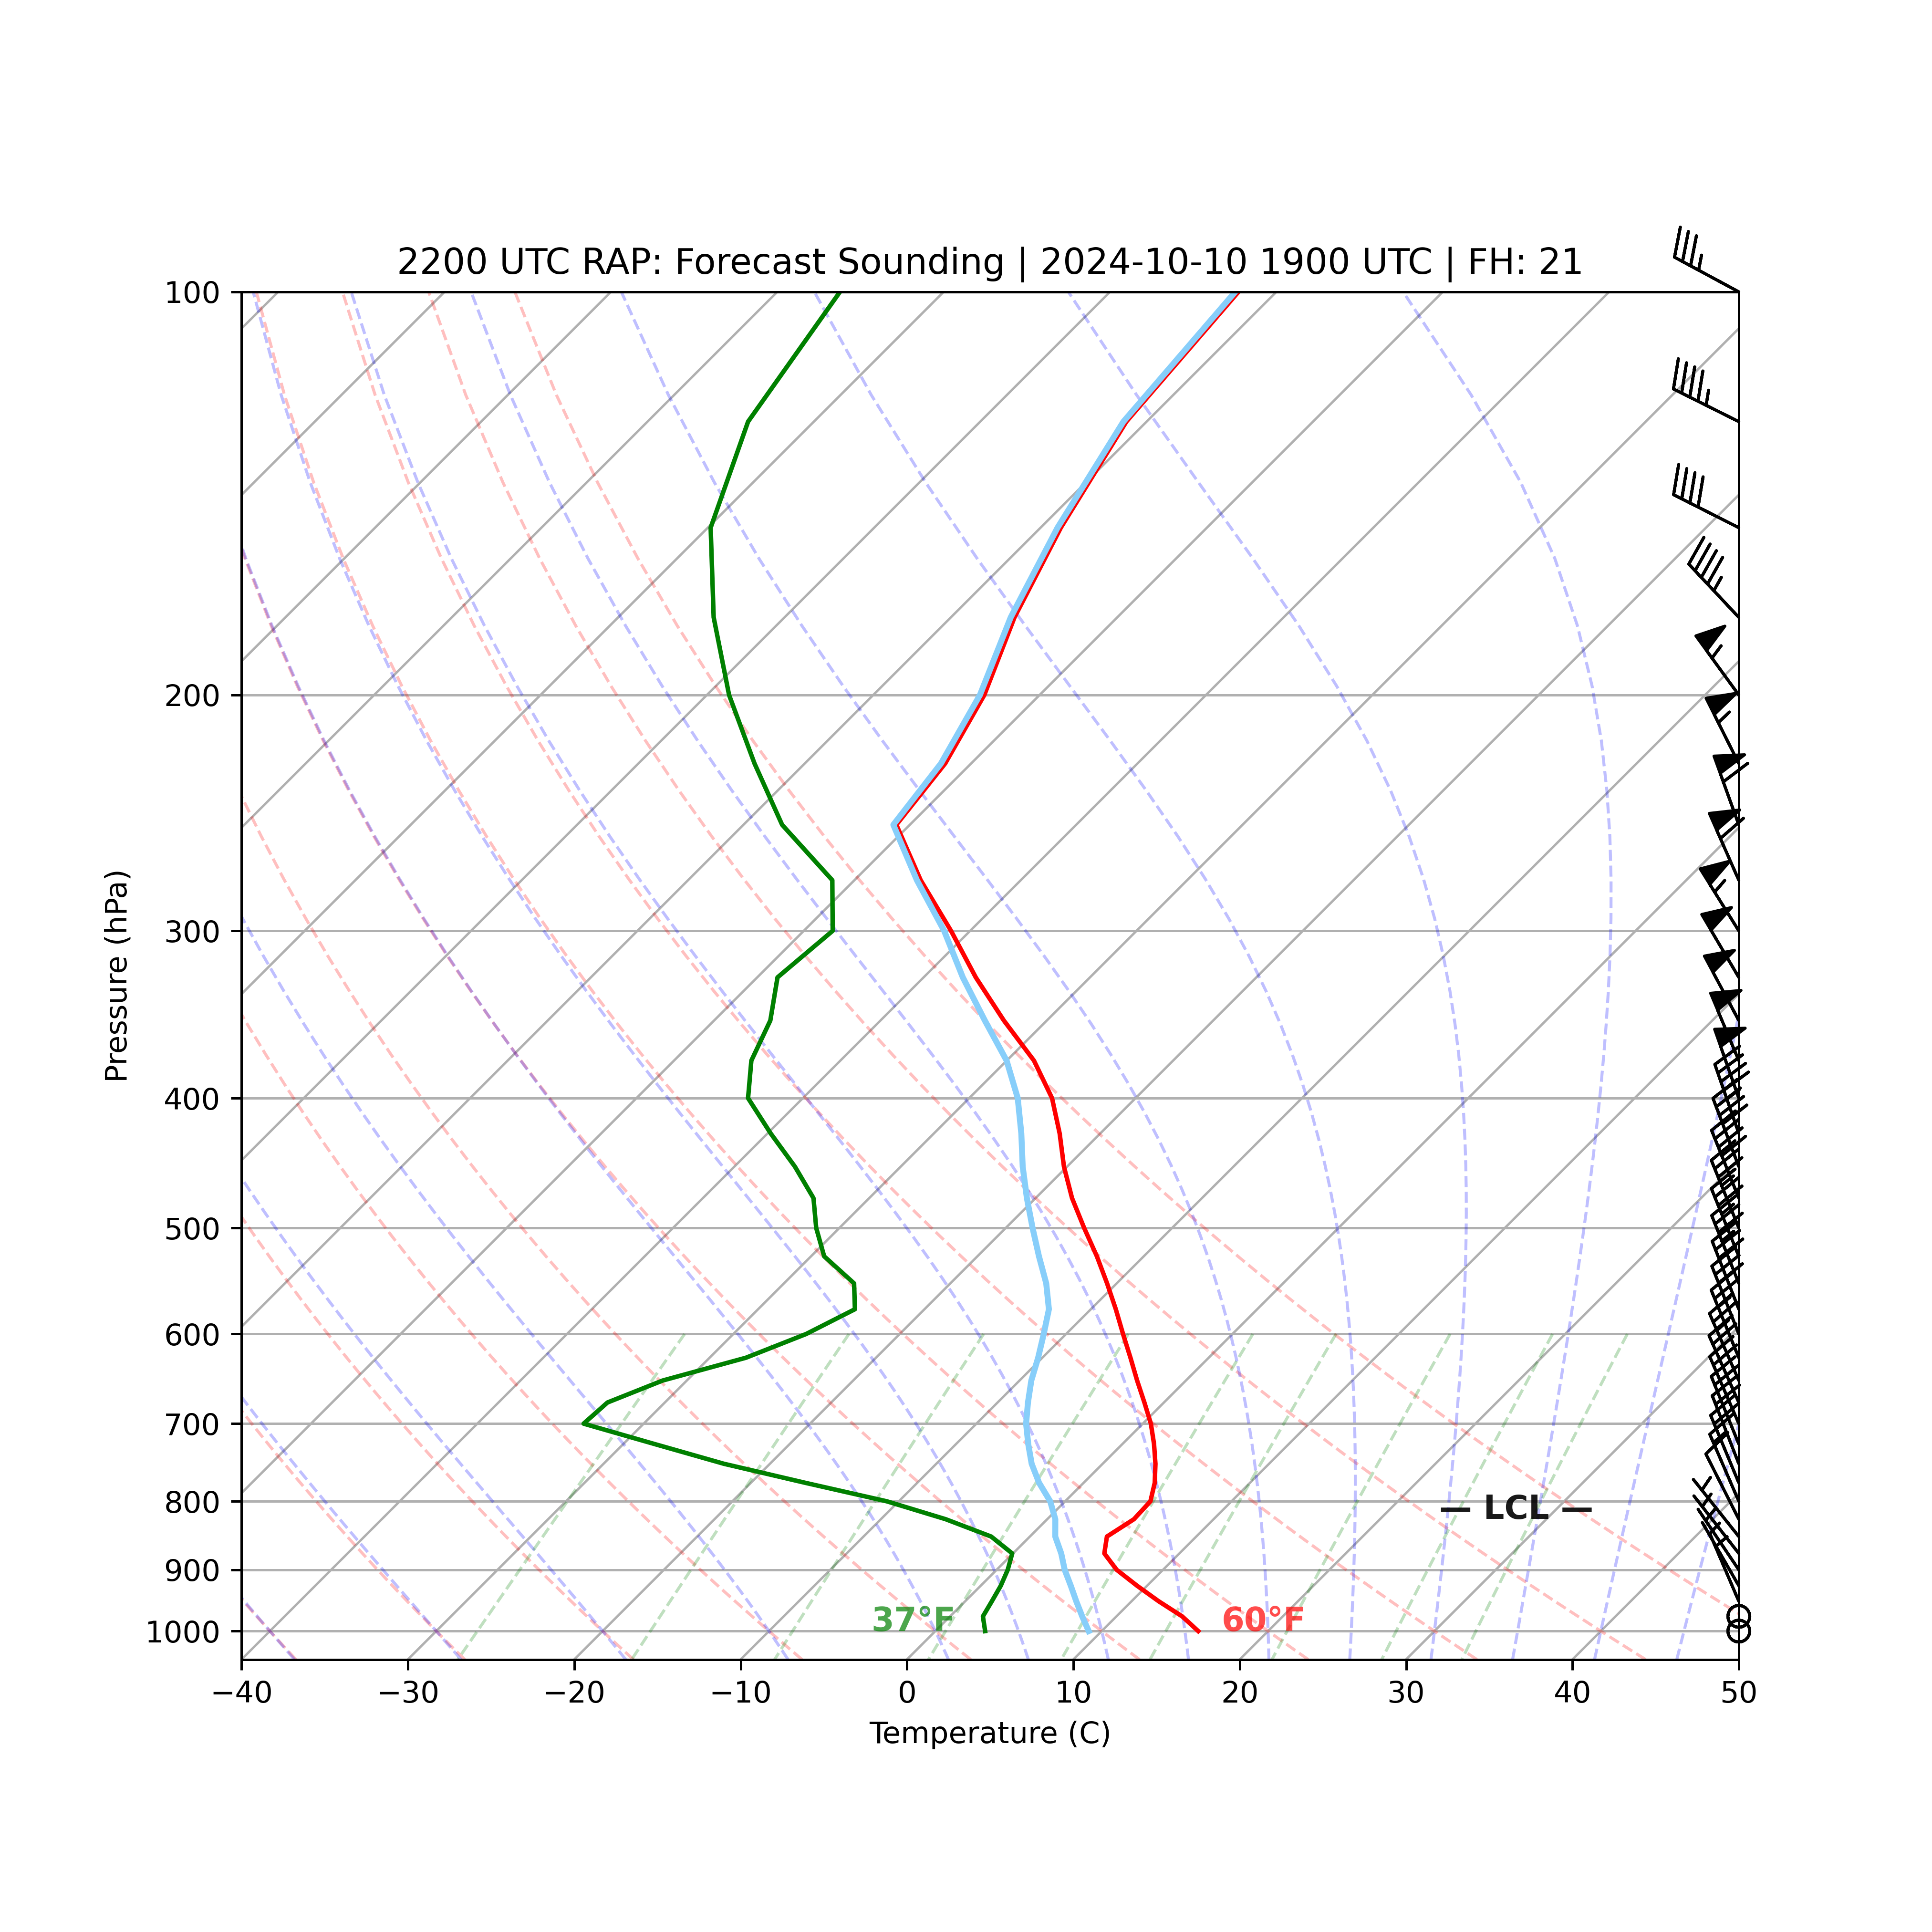 2200 UTC RAP: Forecast Sounding | 2024-10-10 1900 UTC | FH: 21
100
200
300
400
500
600
700
800
900
1000
Pressure (hPa)
— LCL —
37°F
60°F
−40 −30 −20 −10 0 10 20 30 40 50
Temperature (C)